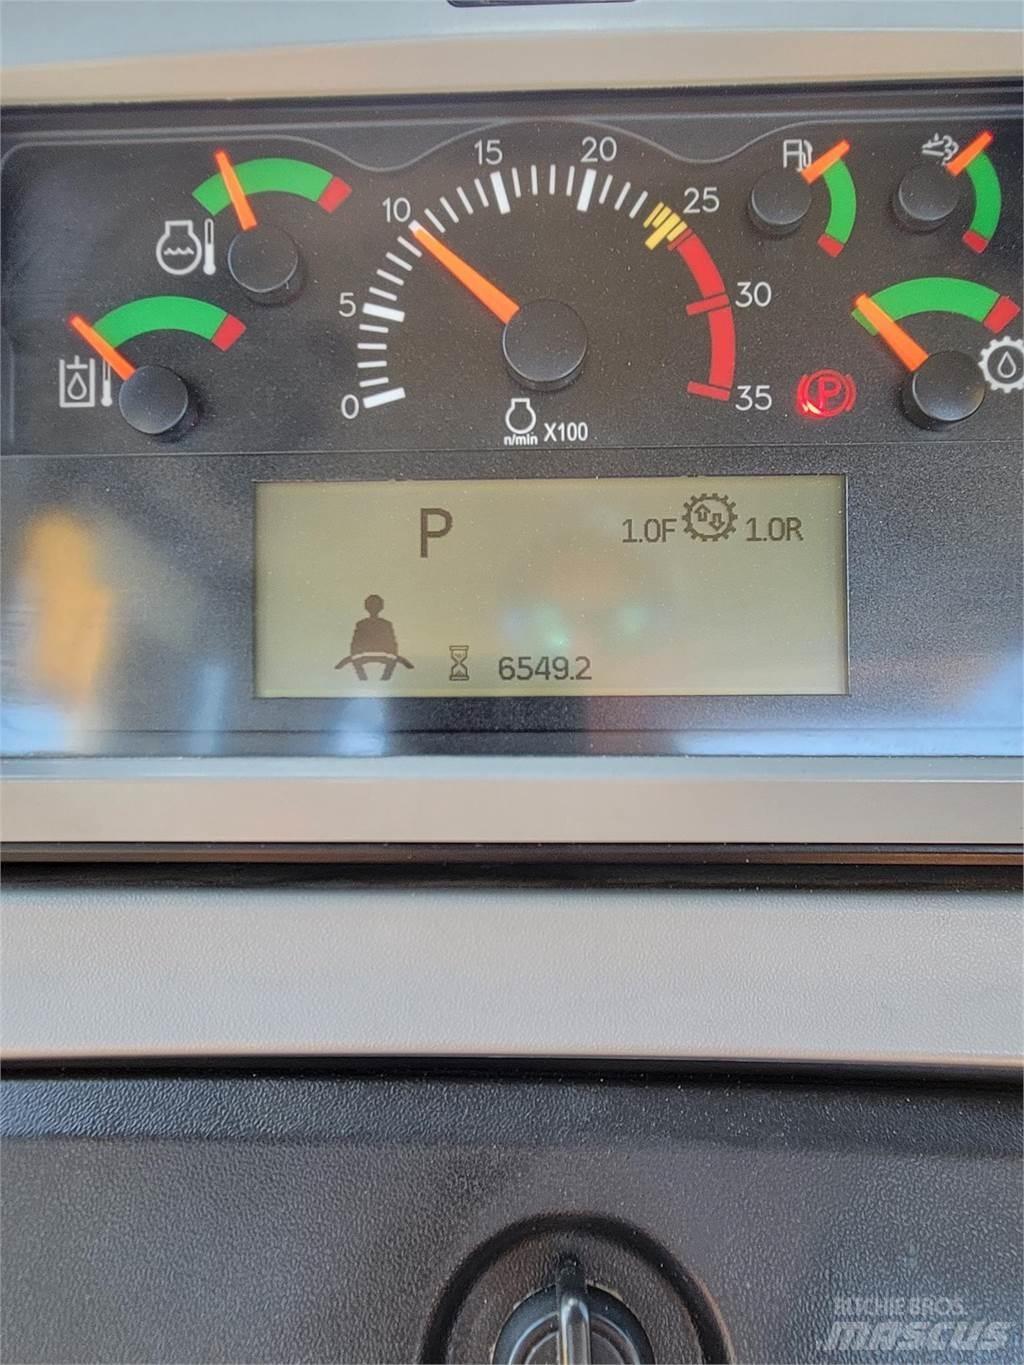 15 20
10 25
5 30
0 35
n/min X100
P
P
1.0F 1.0R
6549.2
RITCHIE BROS.
MASCUS